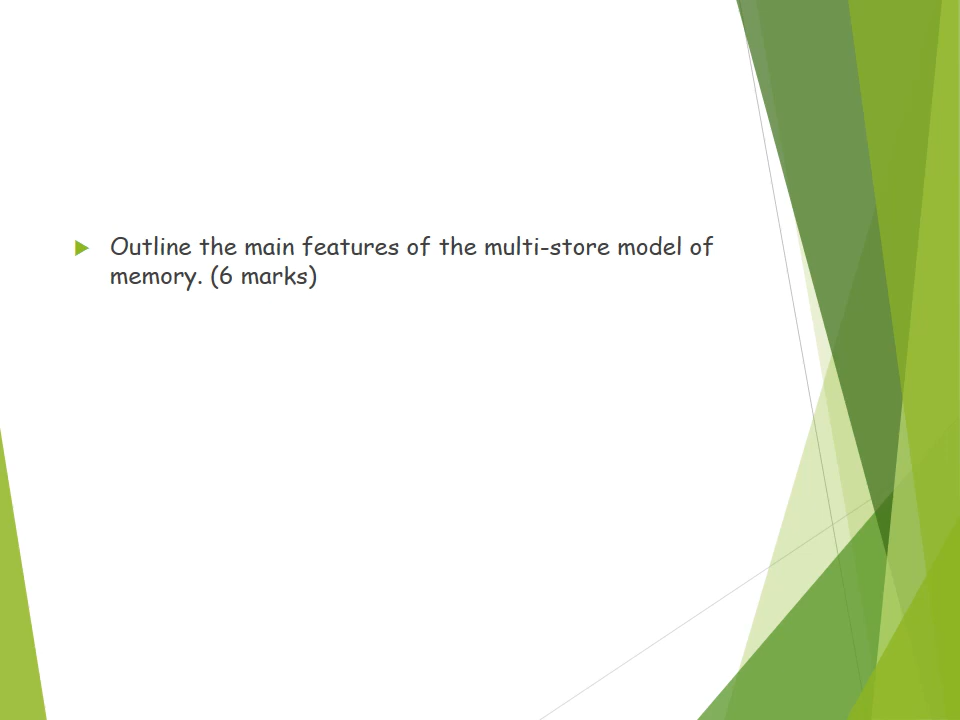 Outline the main features of the multi-store model of
memory. (6 marks)